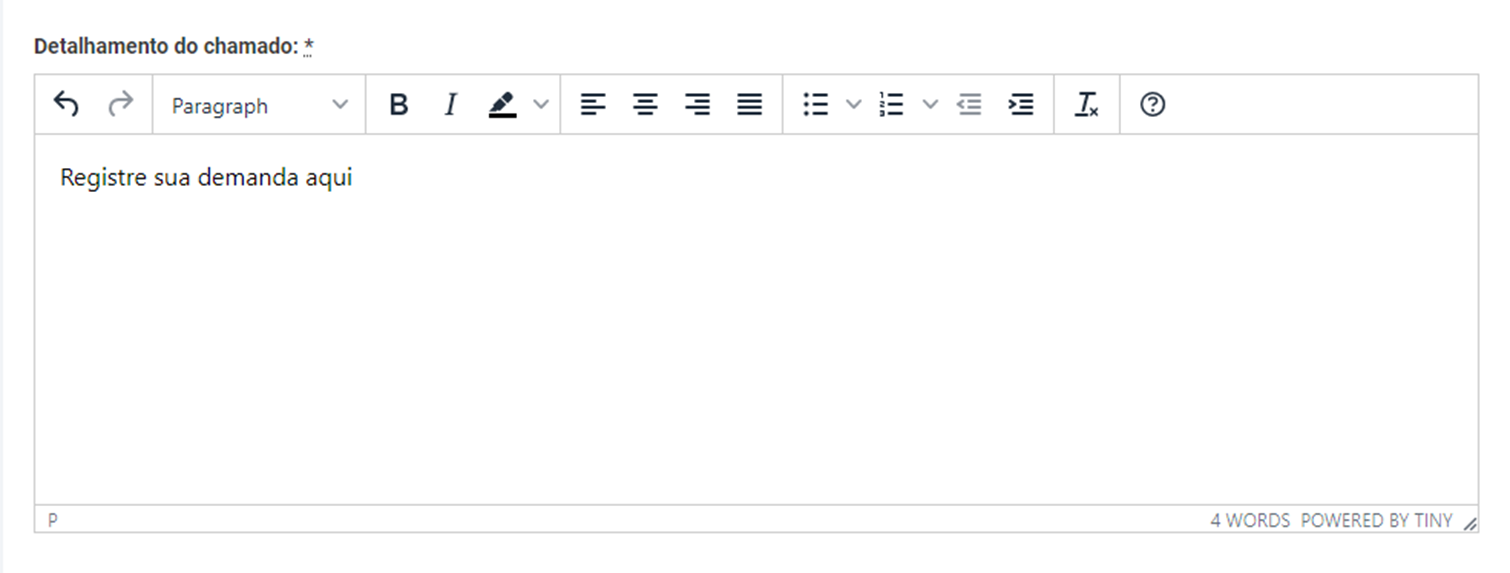 Detalhamento do chamado: *
Paragraph B I
Registre sua demanda aqui
P 4 WORDS POWERED BY TINY